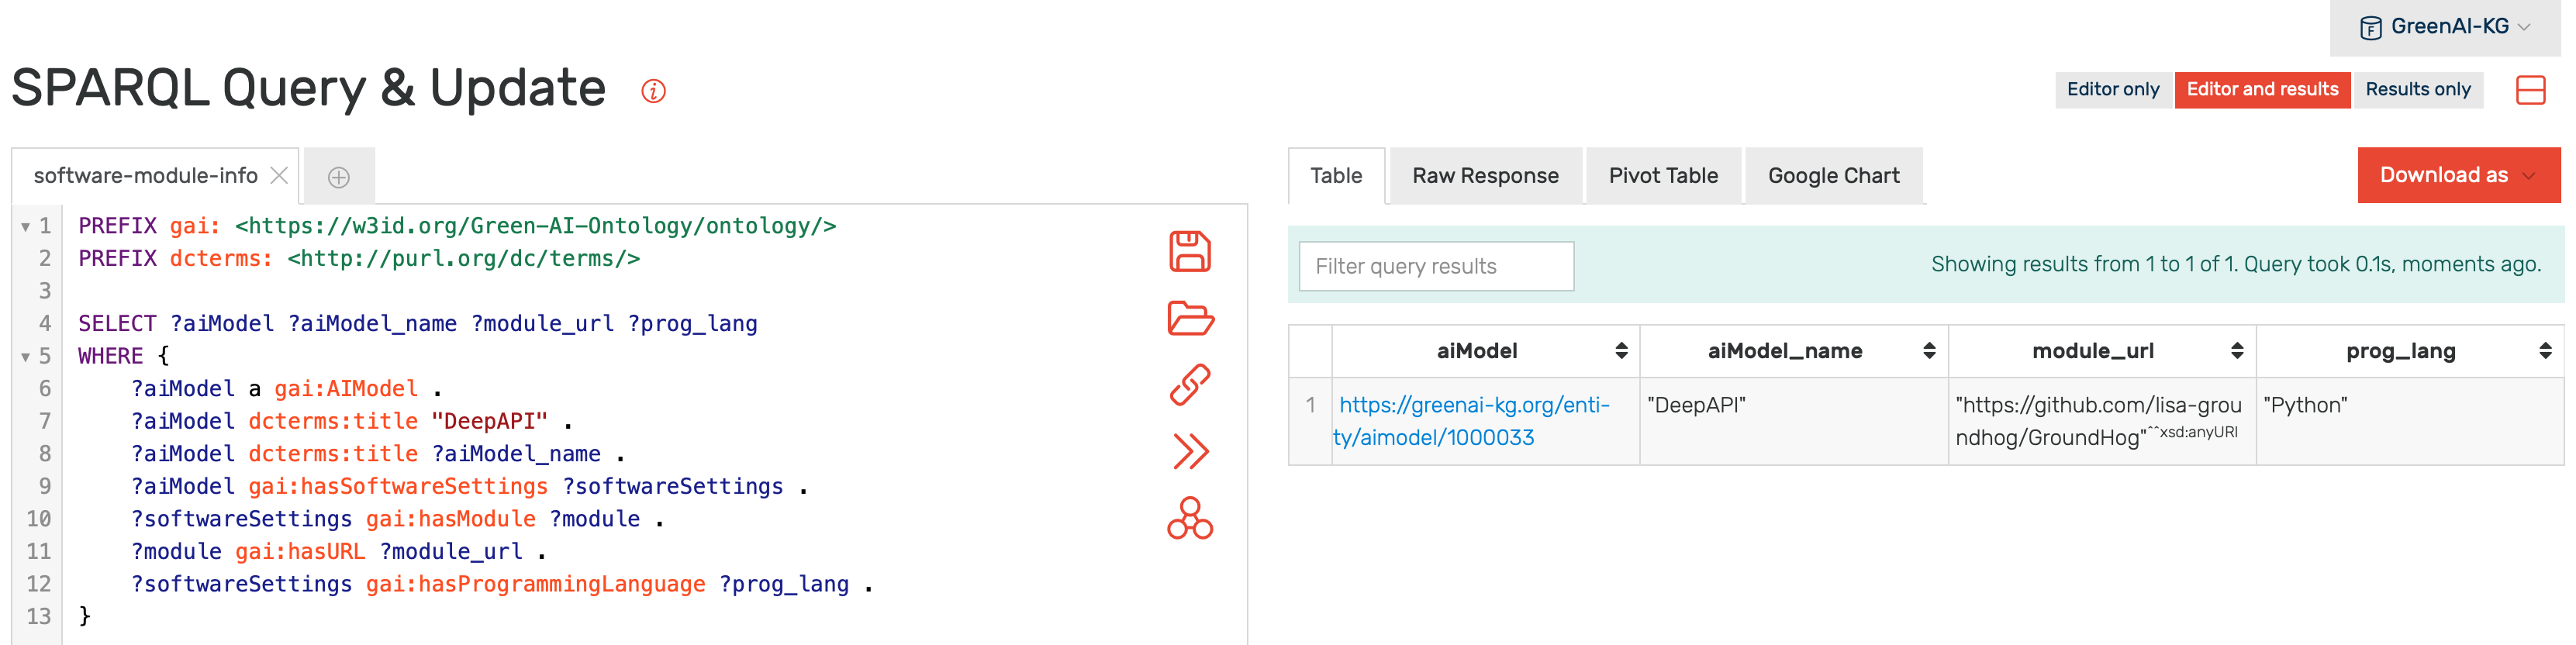 GreenAI-KG
SPARQL Query & Update
Editor only
Editor and results
Results only
software-module-info
1 PREFIX gai: <https://w3id.org/Green-AI-Ontology/ontology/>
2 PREFIX dcterms: <http://purl.org/dc/terms/>
3
4 SELECT ?aiModel ?aiModel_name ?module_url ?prog_lang
5 WHERE {
6 ?aiModel a gai:AIModel .
7 ?aiModel dcterms:title "DeepAPI" .
8 ?aiModel dcterms:title ?aiModel_name .
9 ?aiModel gai:hasSoftwareSettings ?softwareSettings .
10 ?softwareSettings gai:hasModule ?module .
11 ?module gai:hasURL ?module_url .
12 ?softwareSettings gai:hasProgrammingLanguage ?prog_lang .
13 }
Table
Raw Response
Pivot Table
Google Chart
Download as
Filter query results
Showing results from 1 to 1 of 1. Query took 0.1s, moments ago.
aiModel aiModel_name module_url prog_lang
1 https://greenai-kg.org/enti-
ty/aimodel/1000033
"DeepAPI"
"https://github.com/lisa-grou
ndhog/GroundHog"^^xsd:anyURI
"Python"